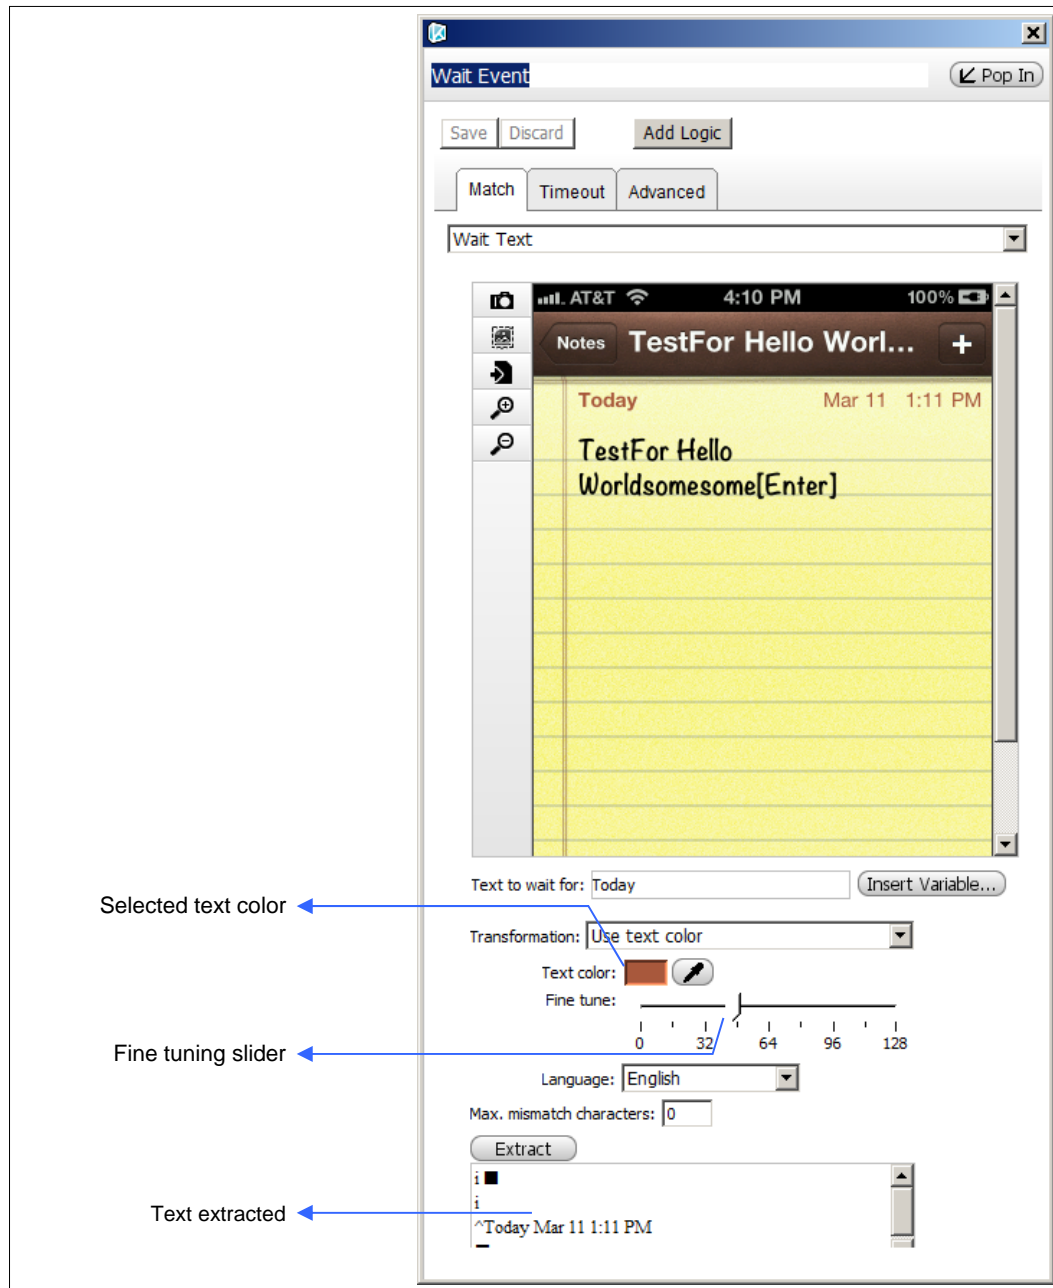 Wait Event
Pop In
Save Discard Add Logic
Match Timeout Advanced
Wait Text
AT&T 4:10 PM 100%
Notes TestFor Hello Worl... +
Today Mar 11 1:11 PM
TestFor Hello
Worldsomesome[Enter]
Text to wait for: Today Insert Variable...
Selected text color
Transformation: Use text color
Text color:
Fine tune:
0 32 64 96 128
Fine tuning slider
Language: English
Max. mismatch characters: 0
Extract
i ■
i
Text extracted
^Today Mar 11 1:11 PM